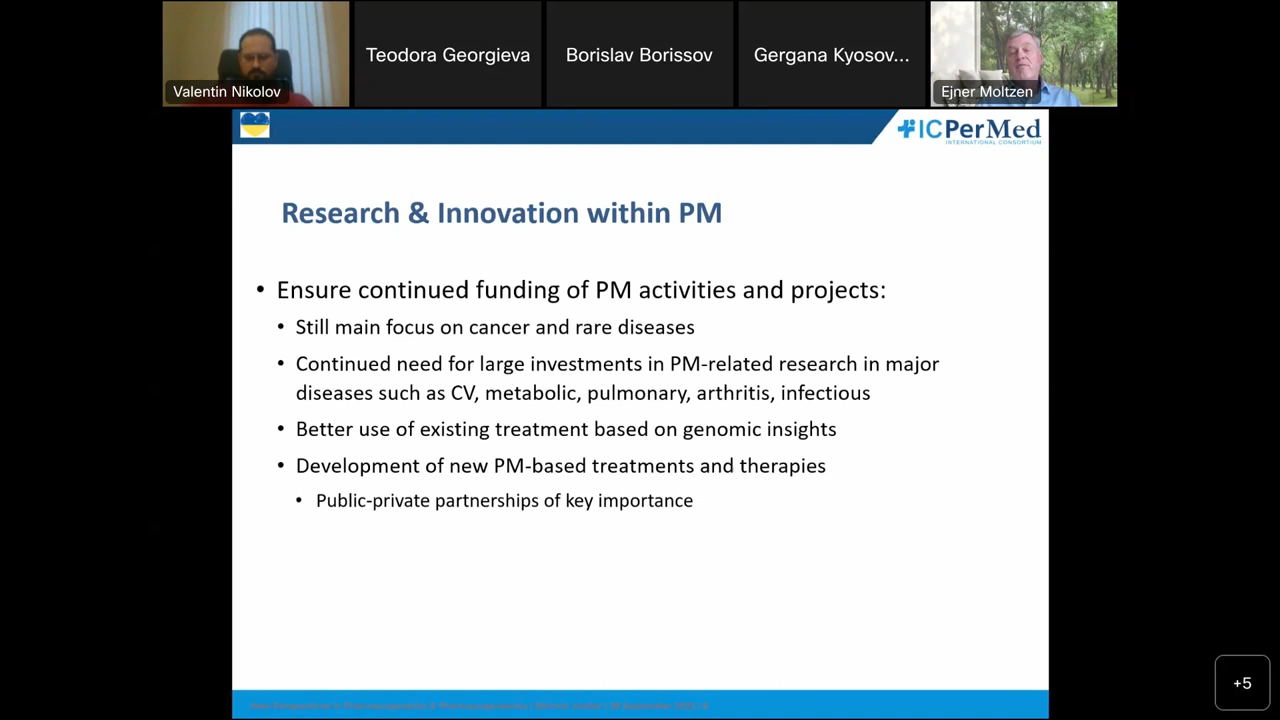 Valentin Nikolov
Teodora Georgieva
Borislav Borissov
Gergana Kyosov...
Ejner Moltzen
ICPerMed
INTERNATIONAL CONSORTIUM
Research & Innovation within PM
• Ensure continued funding of PM activities and projects:
• Still main focus on cancer and rare diseases
• Continued need for large investments in PM-related research in major
diseases such as CV, metabolic, pulmonary, arthritis, infectious
• Better use of existing treatment based on genomic insights
• Development of new PM-based treatments and therapies
• Public-private partnerships of key importance
+5